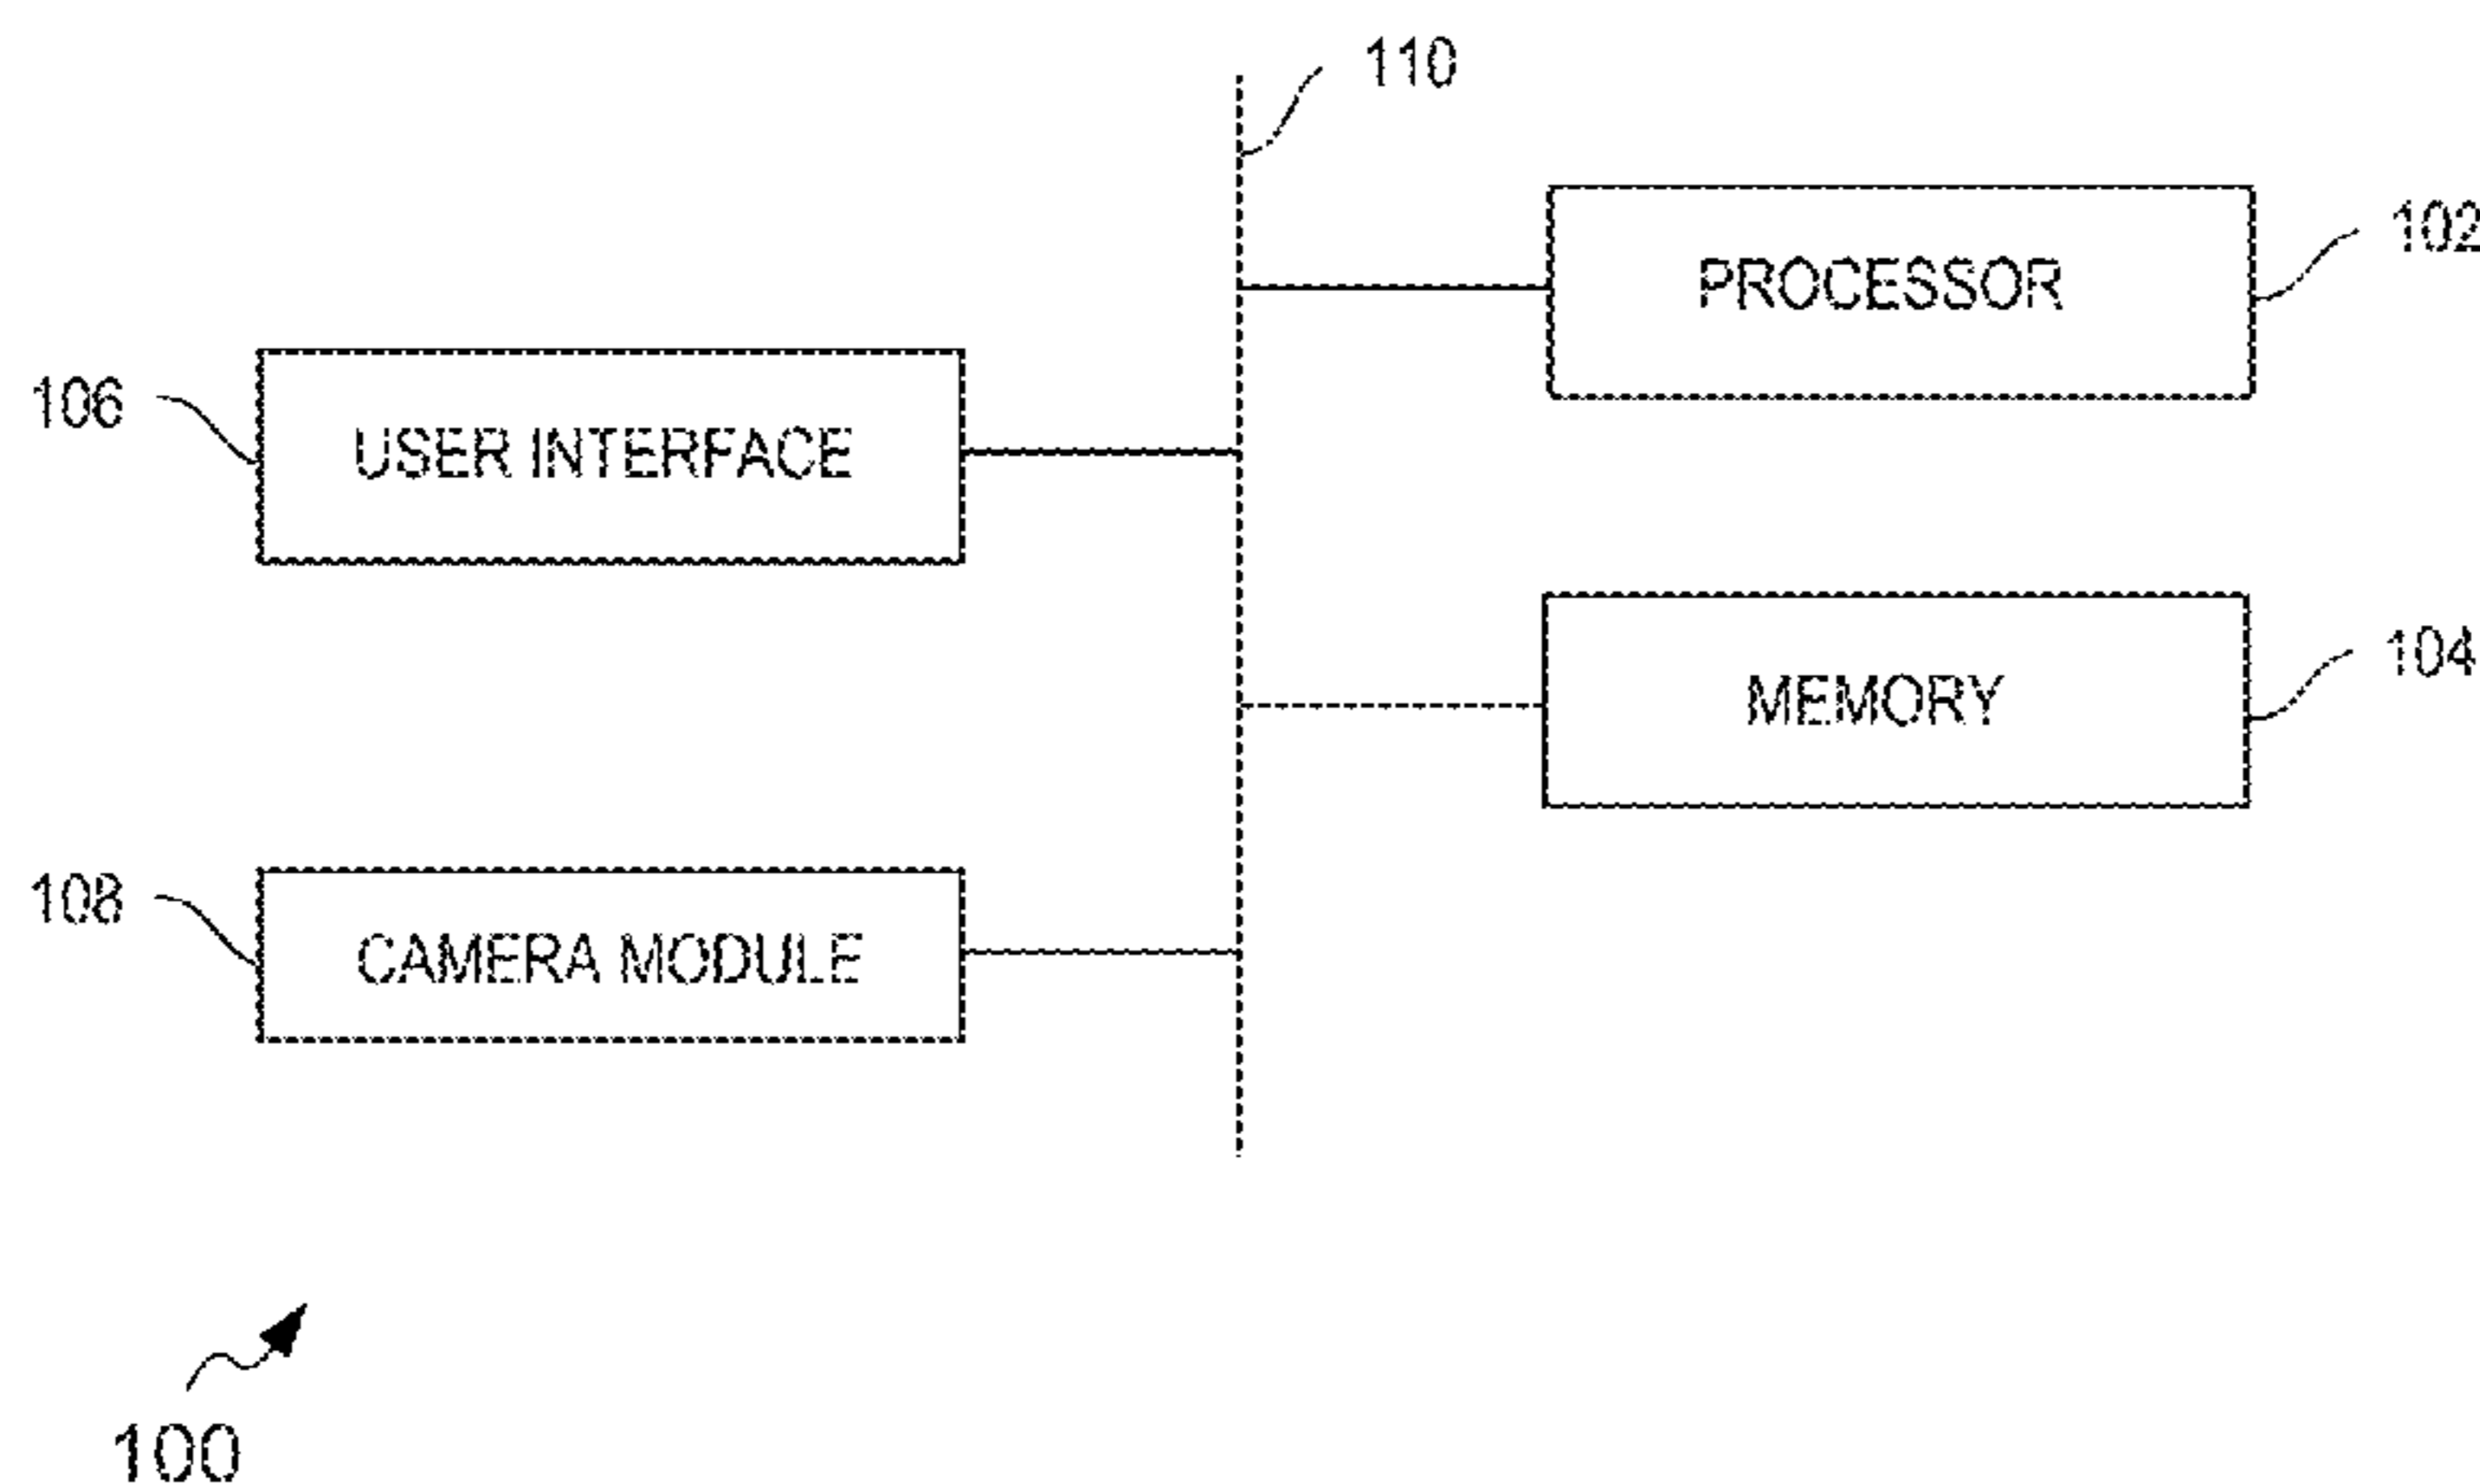 110
102
PROCESSOR
106
USER INTERFACE
104
MEMORY
108
CAMERA MODULE
100